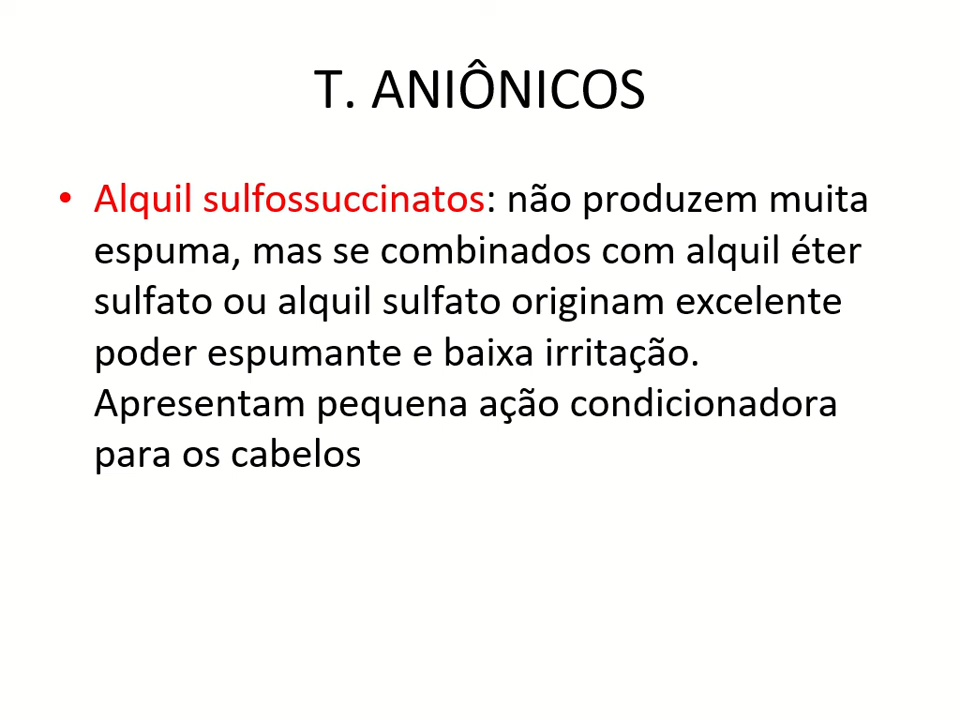 T. ANIÔNICOS
• Alquil sulfossuccinatos: não produzem muita
espuma, mas se combinados com alquil éter
sulfato ou alquil sulfato originam excelente
poder espumante e baixa irritação.
Apresentam pequena ação condicionadora
para os cabelos